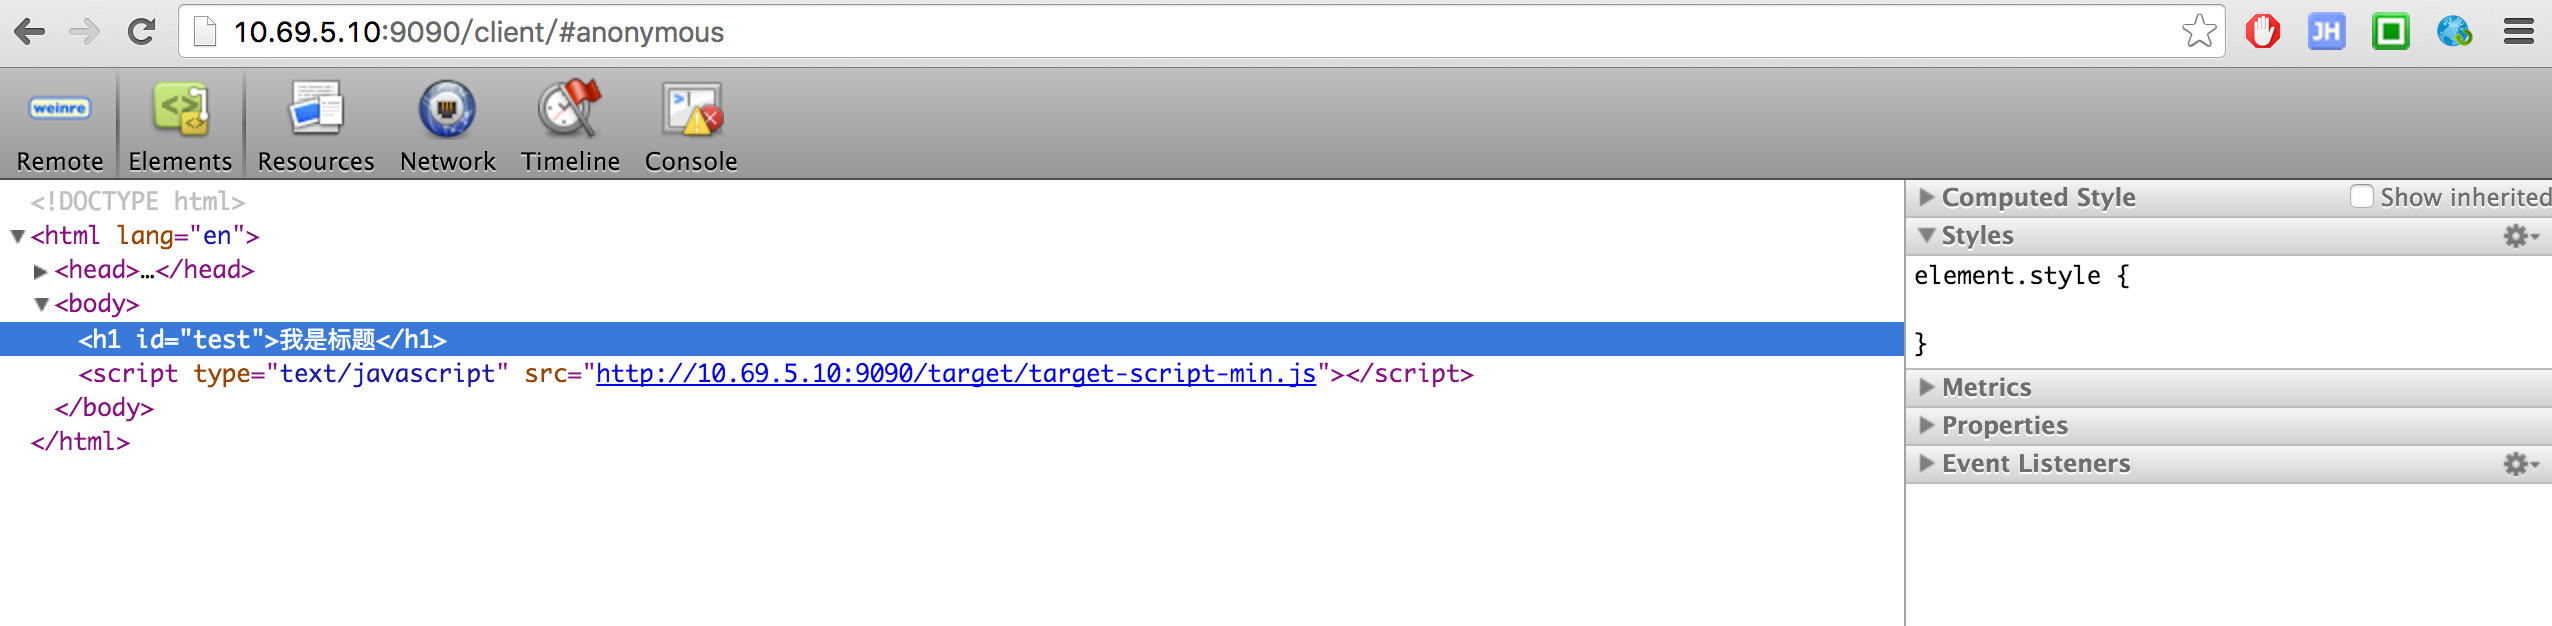 10.69.5.10:9090/client/#anonymous
JH
weinre
Remote Elements Resources Network Timeline Console
<!DOCTYPE html>
<html lang="en">
<head>…</head>
<body>
<h1 id="test">我是标题</h1>
<script type="text/javascript" src="http://10.69.5.10:9090/target/target-script-min.js"></script>
</body>
</html>
Computed Style Show inherited
Styles
element.style {
}
Metrics
Properties
Event Listeners